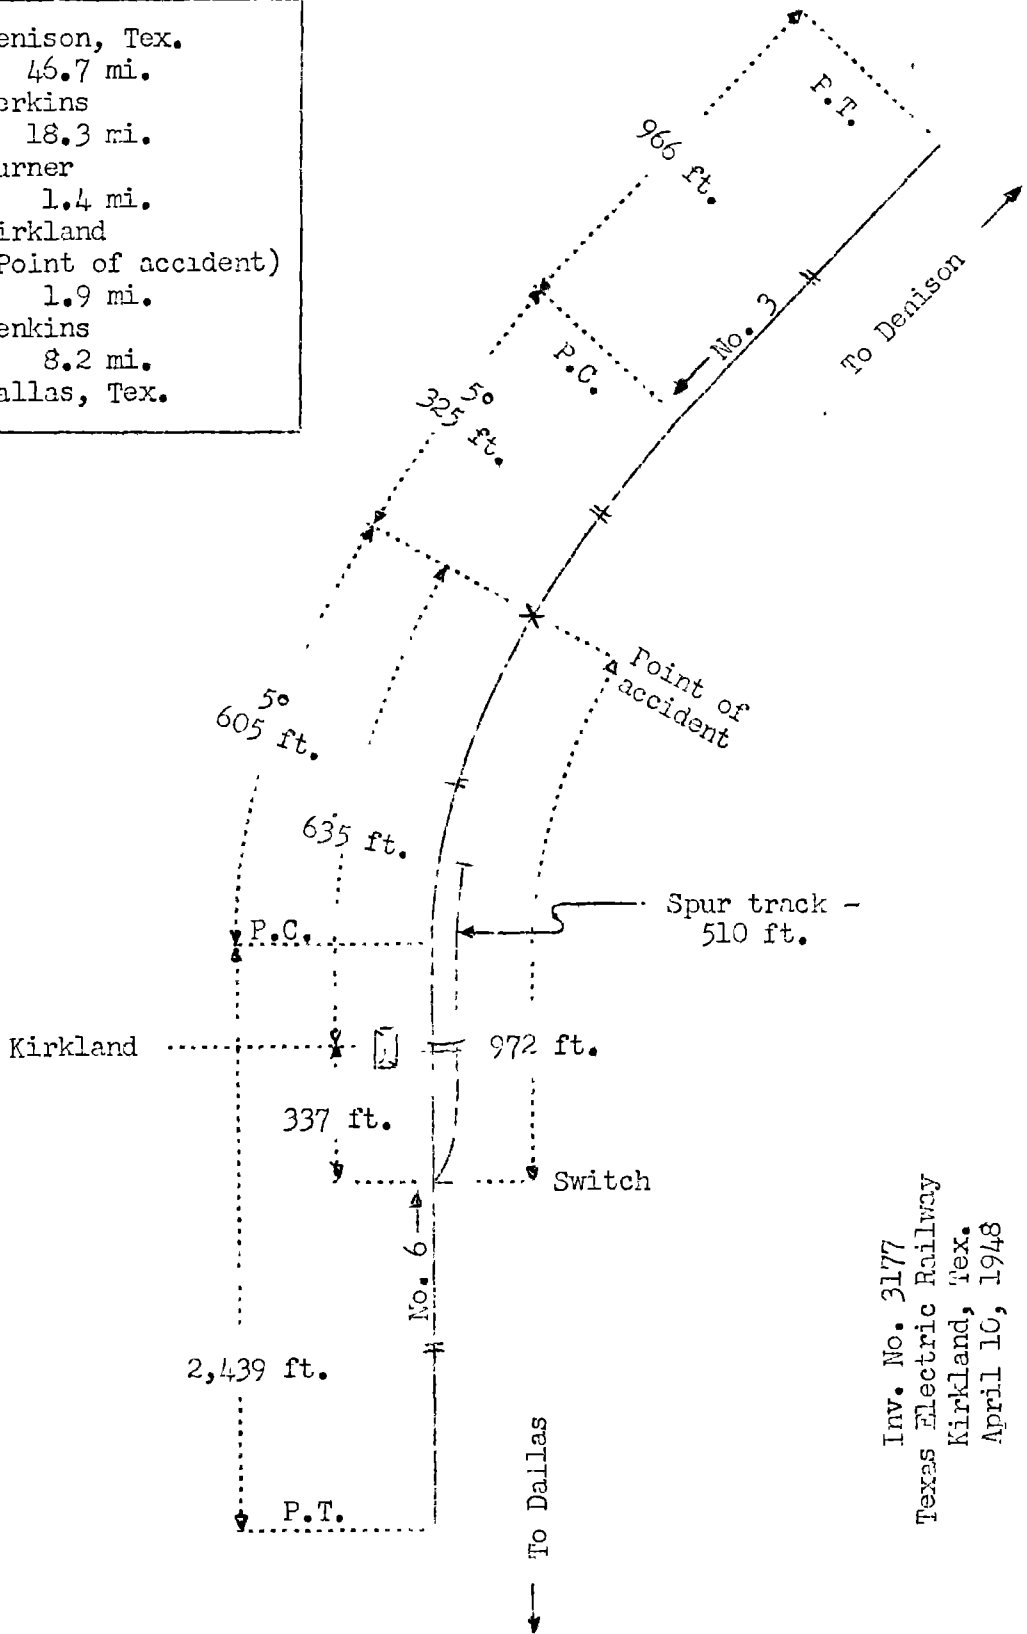 enison, Tex.
46.7 mi.
erkins
18.3 mi.
urner
1.4 mi.
irkland
Point of accident)
1.9 mi.
enkins
8.2 mi.
allas, Tex.
P.T.
966 ft.
To Denison
No. 3
P.C.
5°
325 ft.
Point of
accident
5°
605 ft.
635 ft.
Spur track -
510 ft.
P.C.
Kirkland
972 ft.
337 ft.
Switch
No. 6
2,439 ft.
P.T.
To Dallas
Inv. No. 3177
Texas Electric Railway
Kirkland, Tex.
April 10, 1948